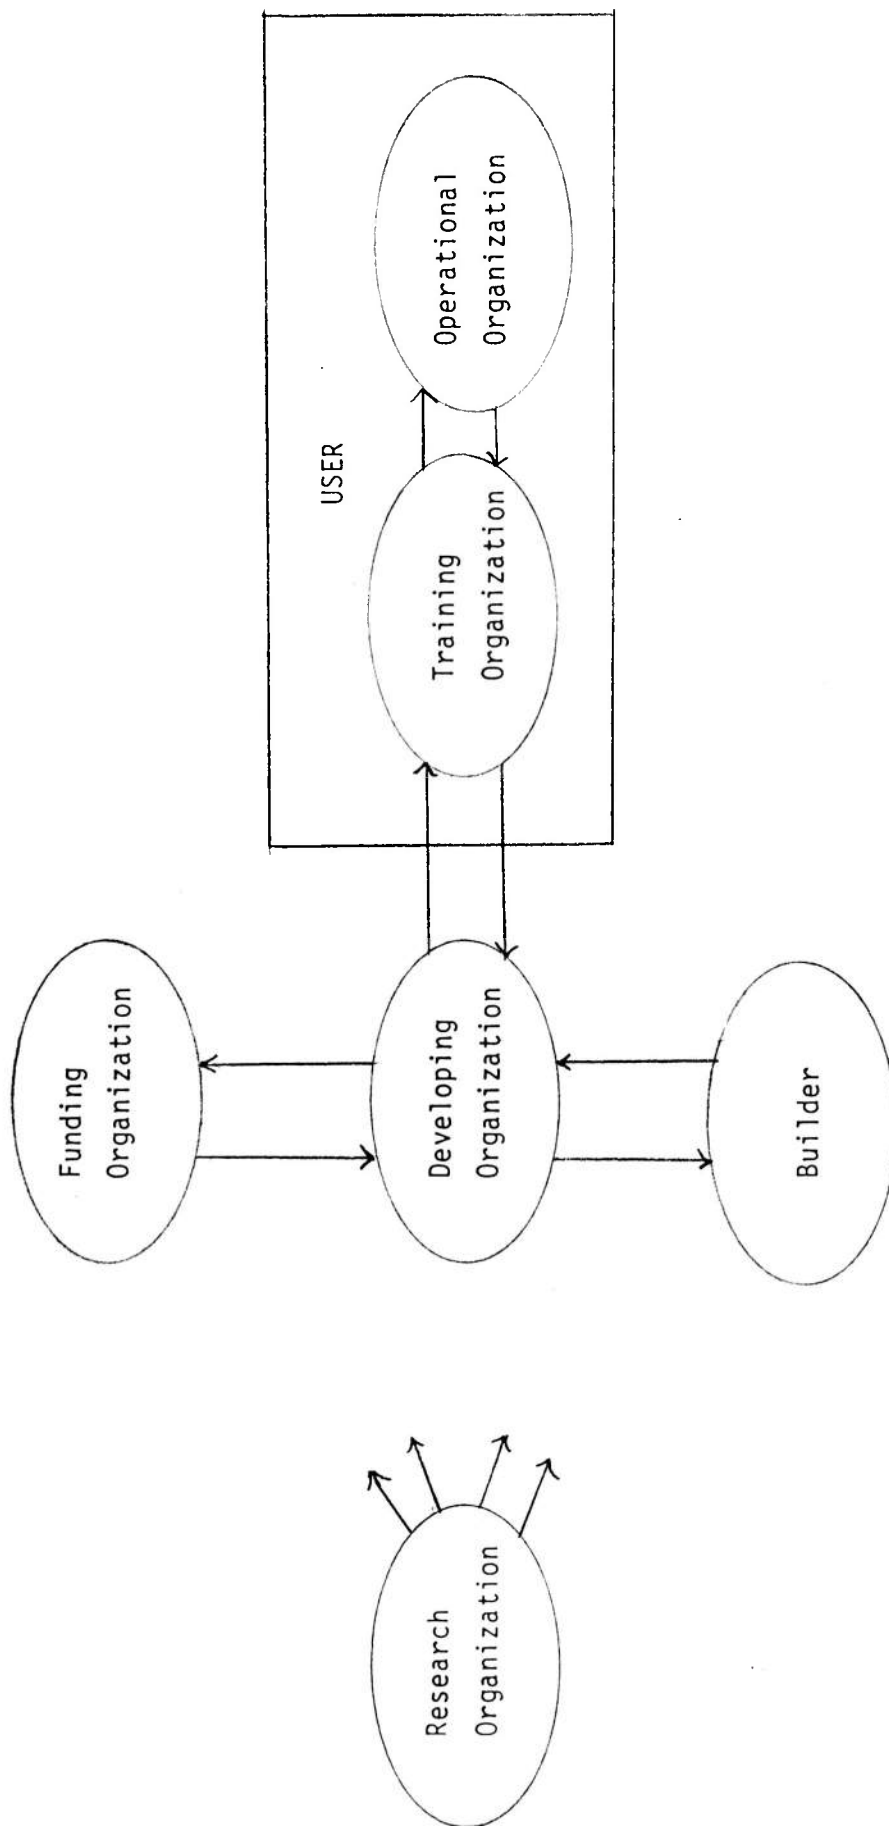 Funding
Organization
USER
Research
Organization
Developing
Organization
Training
Organization
Operational
Organization
Builder